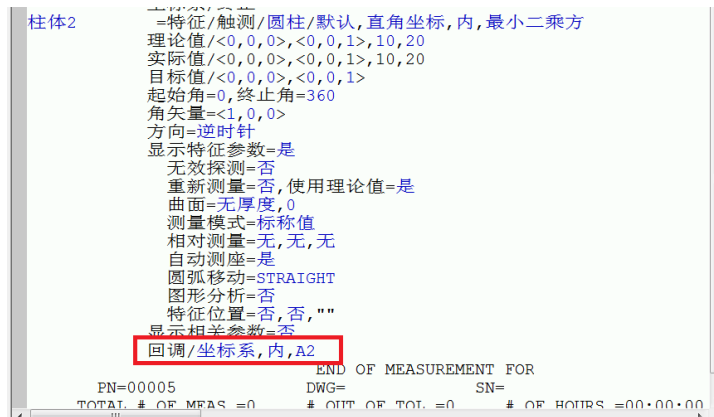 柱体2 =特征/触测/圆柱/默认,直角坐标,内,最小二乘方
理论值/<0,0,0>,<0,0,1>,10,20
实际值/<0,0,0>,<0,0,1>,10,20
目标值/<0,0,0>,<0,0,1>
起始角=0,终止角=360
角矢量=<1,0,0>
方向=逆时针
显示特征参数=是
无效探测=否
重新测量=否,使用理论值=是
曲面=无厚度,0
测量模式=标称值
相对测量=无,无,无
自动测座=是
圆弧移动=STRAIGHT
图形分析=否
特征位置=否,否,""
显示相关参数=否
回调/坐标系,内,A2
END OF MEASUREMENT FOR
PN=00005 DWG= SN=
TOTAL # OF MEAS =0 # OUT OF TOL =0 # OF HOURS =00:00:00